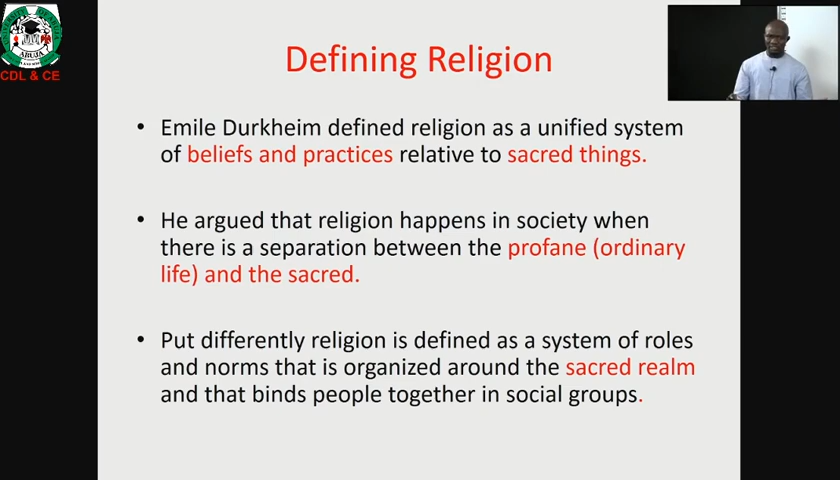 ABUJA
CDL & CE
Defining Religion
• Emile Durkheim defined religion as a unified system
of beliefs and practices relative to sacred things.
• He argued that religion happens in society when
there is a separation between the profane (ordinary
life) and the sacred.
• Put differently religion is defined as a system of roles
and norms that is organized around the sacred realm
and that binds people together in social groups.